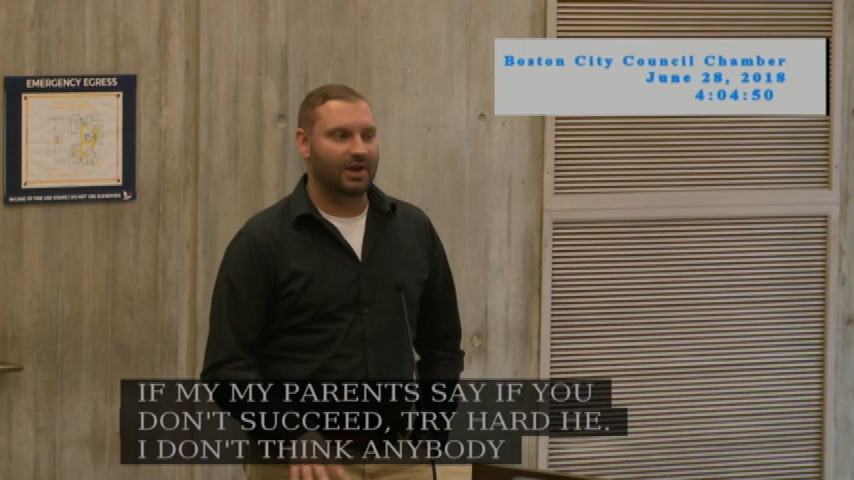 EMERGENCY EGRESS
Boston City Council Chamber
June 28, 2018
4:04:50
IF MY MY PARENTS SAY IF YOU
DON'T SUCCEED, TRY HARD HE.
I DON'T THINK ANYBODY